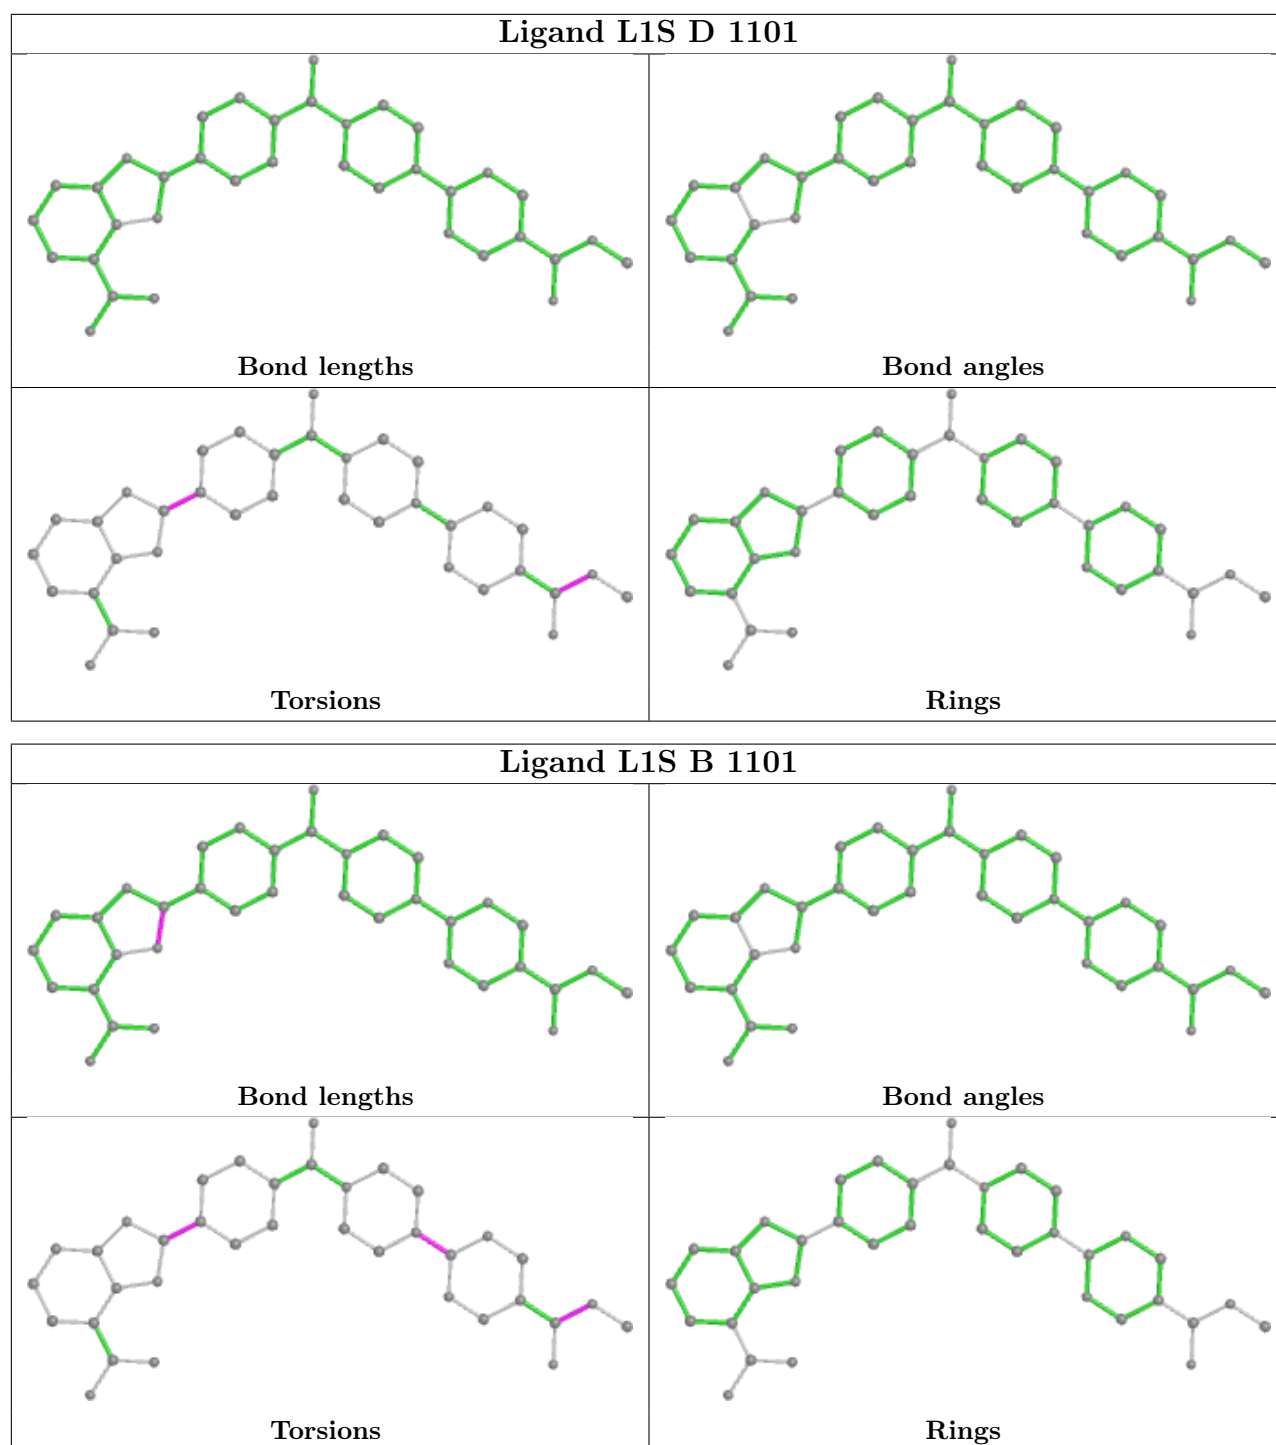 Ligand L1S D 1101
Bond lengths
Bond angles
Torsions
Rings
Ligand L1S B 1101
Bond lengths
Bond angles
Torsions
Rings